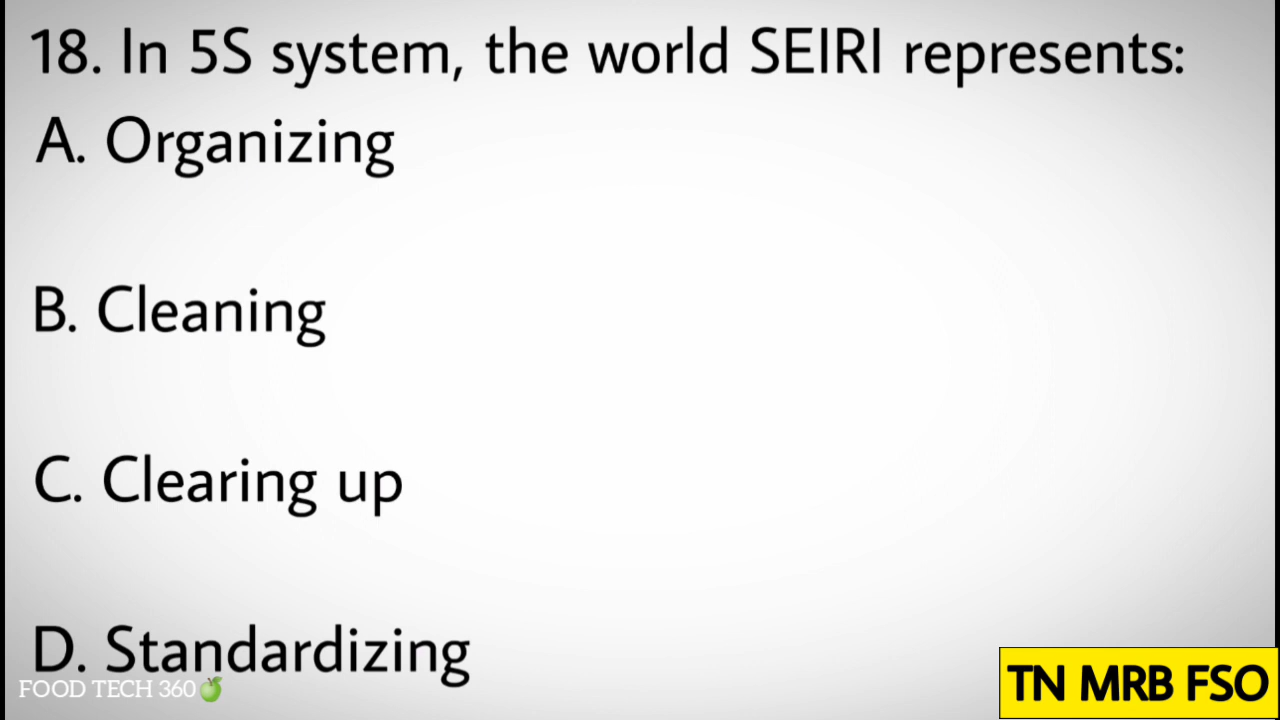 18. In 5S system, the world SEIRI represents:
A. Organizing
B. Cleaning
C. Clearing up
D. Standardizing
FOOD TECH 360🍏
TN MRB FSO